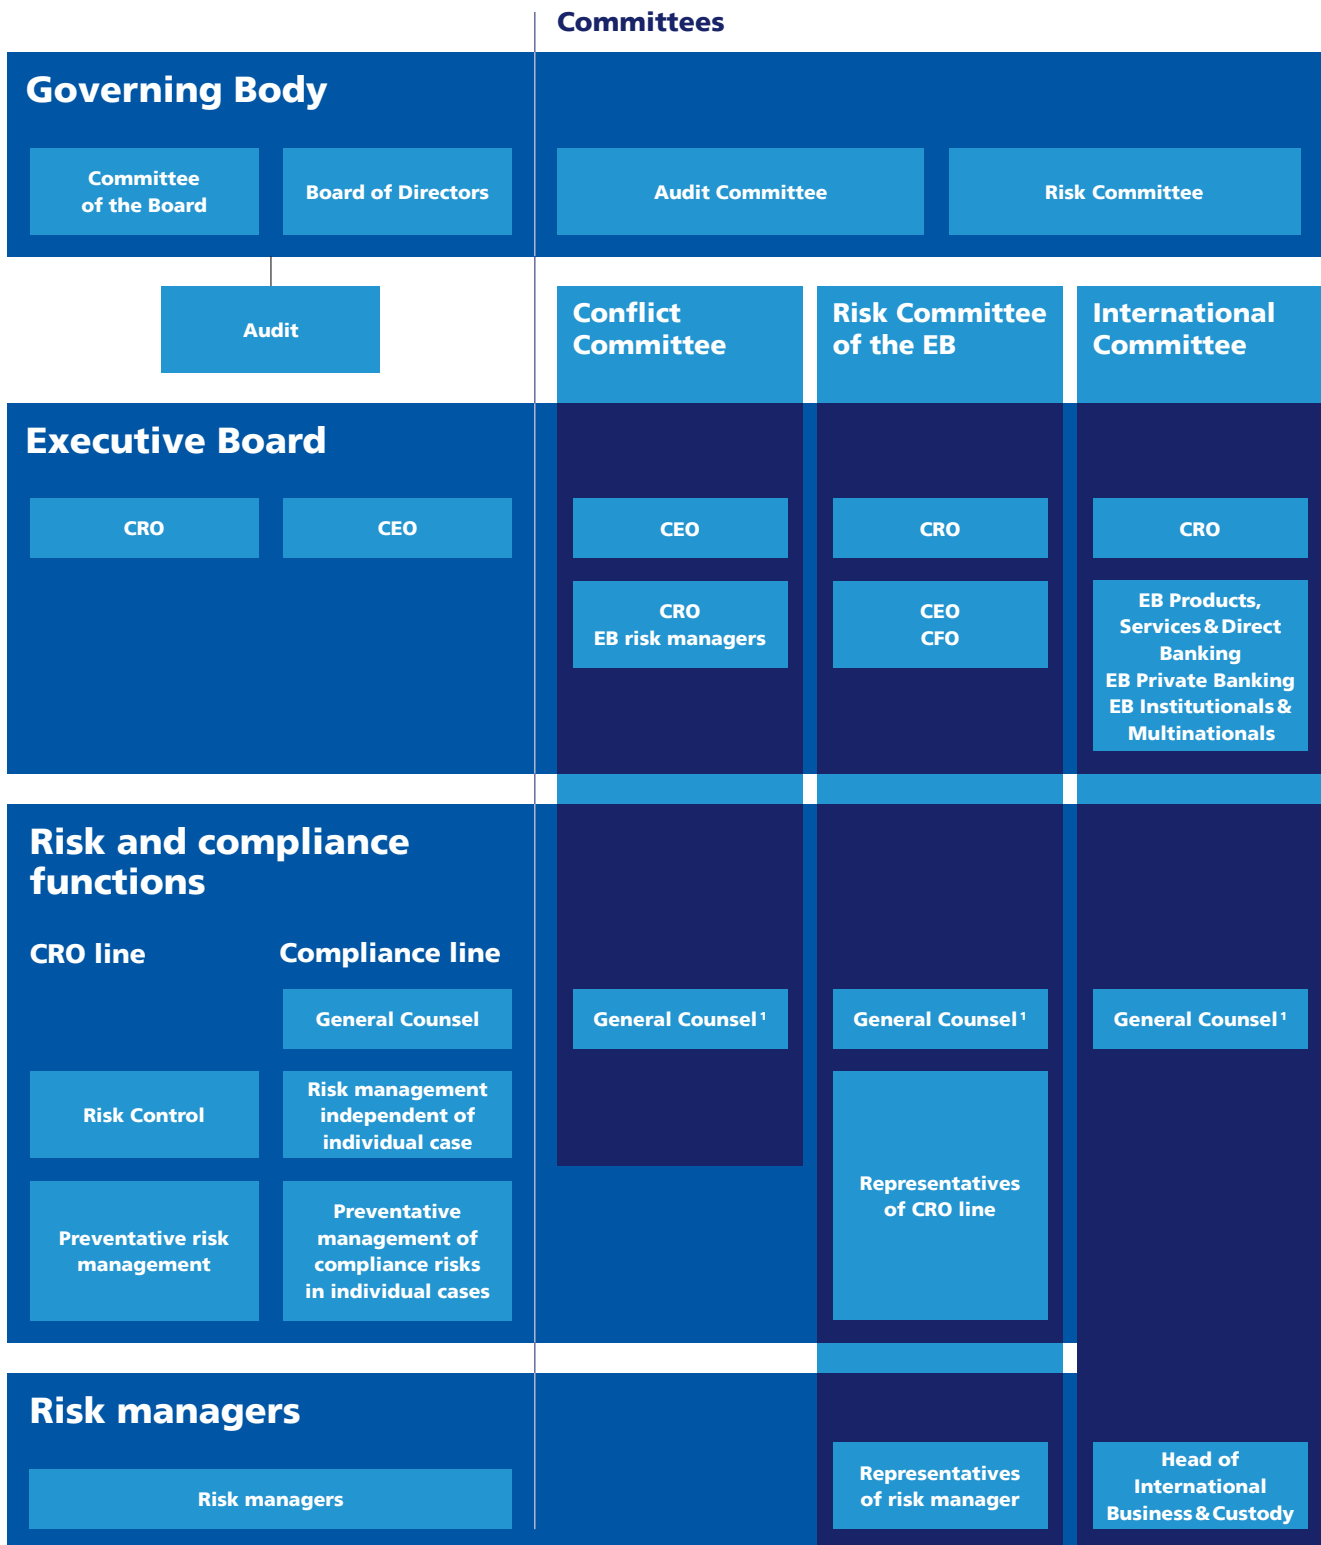 Committees
Governing Body
Committee
of the Board
Board of Directors
Audit Committee
Risk Committee
Audit
Conflict
Committee
Risk Committee
of the EB
International
Committee
Executive Board
CRO
CEO
CEO
CRO
CRO
CRO
EB risk managers
CEO
CFO
EB Products,
Services & Direct
Banking
EB Private Banking
EB Institutionals &
Multinationals
Risk and compliance
functions
CRO line
Compliance line
General Counsel
General Counsel ¹
General Counsel ¹
General Counsel ¹
Risk Control
Risk management
independent of
individual case
Representatives
of CRO line
Preventative risk
management
Preventative
management of
compliance risks
in individual cases
Risk managers
Risk managers
Representatives
of risk manager
Head of
International
Business & Custody